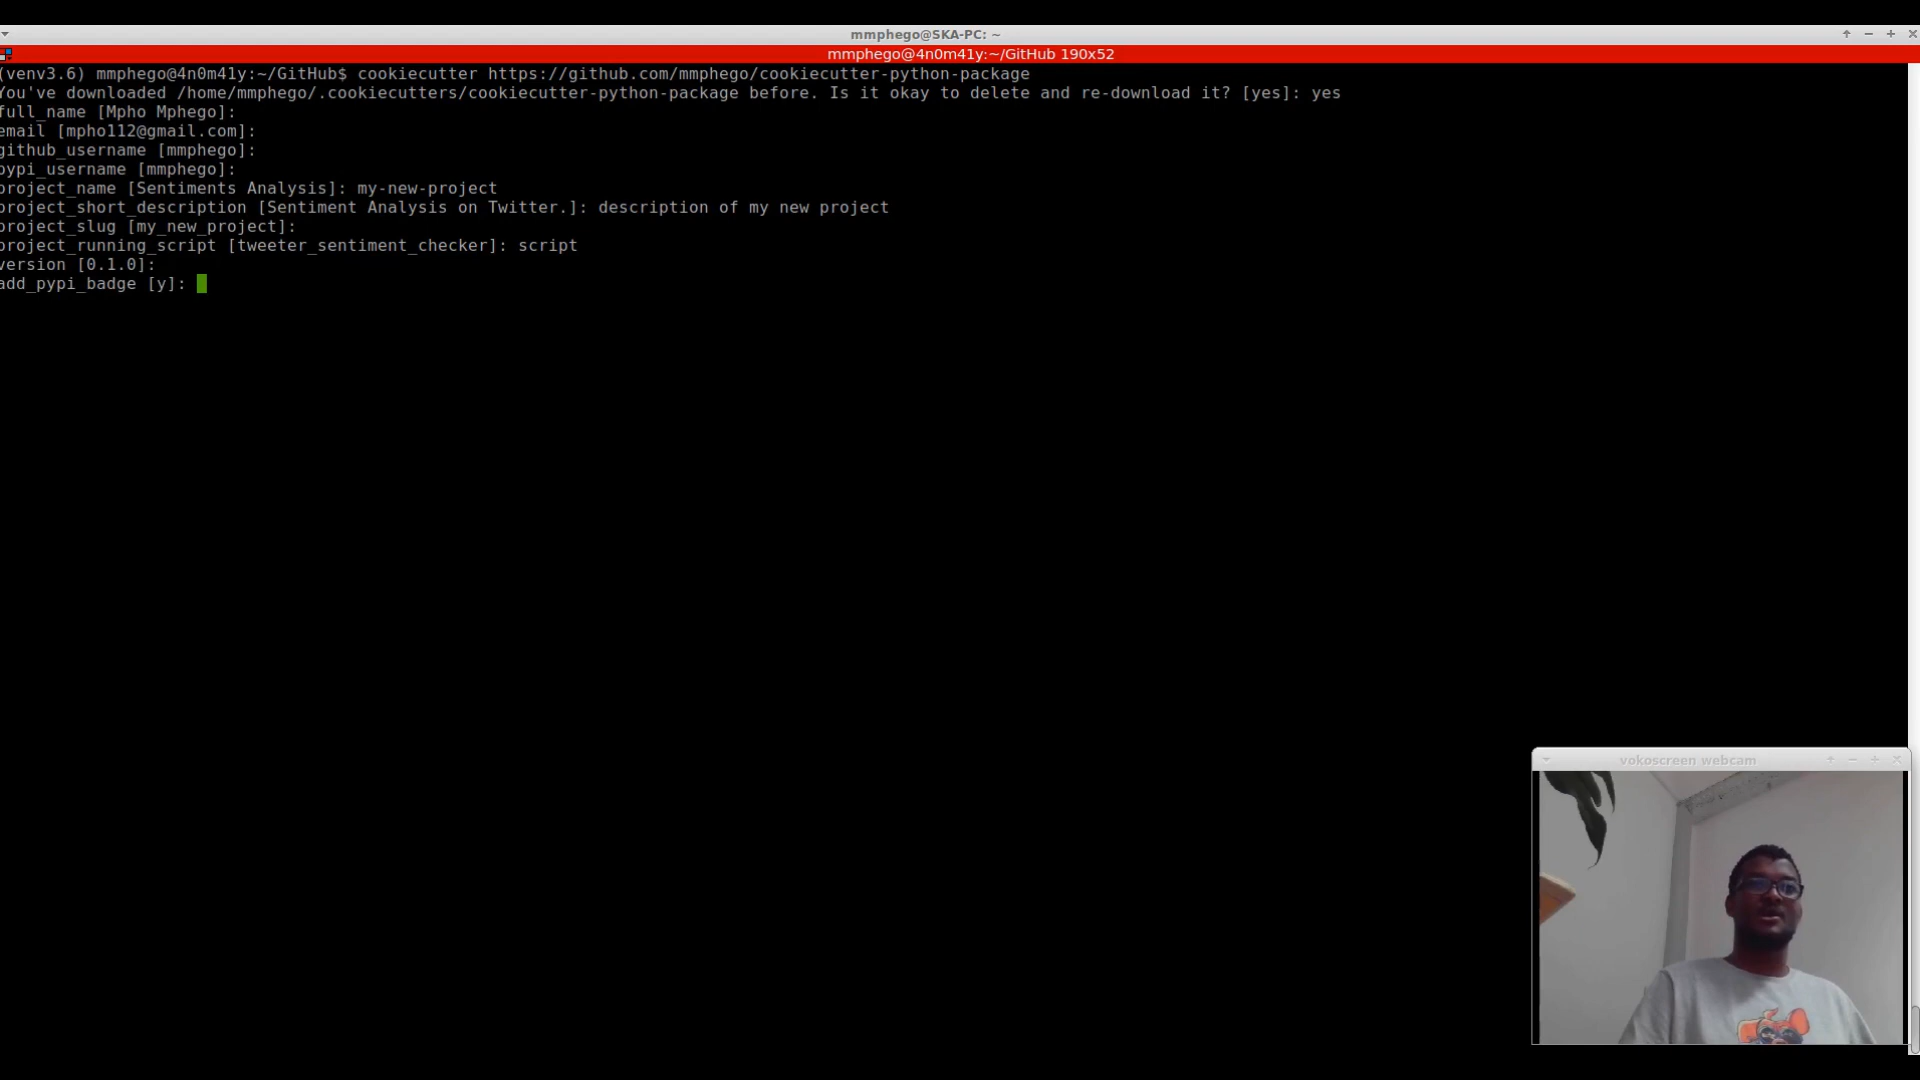 mmphego@SKA-PC: ~
mmphego@4n0m41y:~/GitHub 190x52
(venv3.6) mmphego@4n0m41y:~/GitHub$ cookiecutter https://github.com/mmphego/cookiecutter-python-package
You've downloaded /home/mmphego/.cookiecutters/cookiecutter-python-package before. Is it okay to delete and re-download it? [yes]: yes
full_name [Mpho Mphego]:
email [mpho112@gmail.com]:
github_username [mmphego]:
pypi_username [mmphego]:
project_name [Sentiments Analysis]: my-new-project
project_short_description [Sentiment Analysis on Twitter.]: description of my new project
project_slug [my_new_project]:
project_running_script [tweeter_sentiment_checker]: script
version [0.1.0]:
add_pypi_badge [y]:
vokoscreen webcam